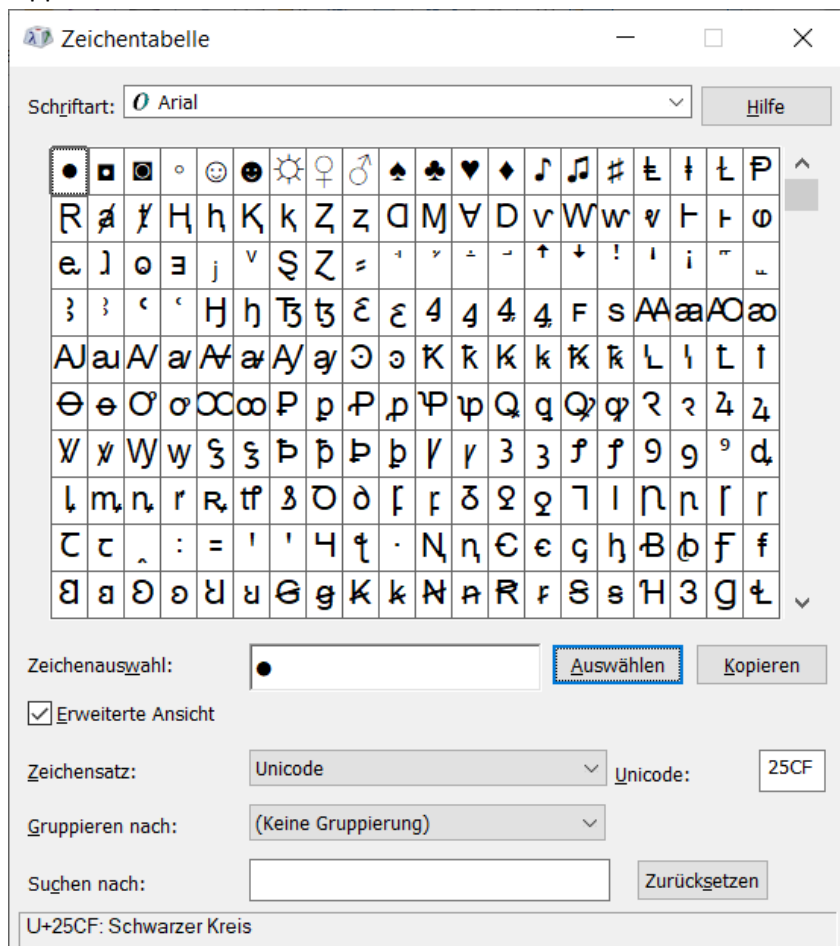 Zeichentabelle
Schriftart: O Arial Hilfe
● ◘ ◙ ◦ ☺ ☻ ☼ ♀ ♂ ♠ ♣ ♥ ♦ ♪ ♫ ♯ Ⱡ ⱡ Ɫ Ᵽ
Ɽ ⱥ ⱦ Ⱨ ⱨ Ⱪ ⱪ Ⱬ ⱬ Ɑ Ɱ Ɐ Ɒ ⱱ Ⱳ ⱳ ⱴ Ⱶ ⱶ ⱷ
ⱸ ⱹ ⱺ ⱻ ⱼ ⱽ Ȿ Ɀ ⸗ ꜗ ꜘ ꜙ ꜚ ꜛ ꜜ ꜝ ꜞ ꜟ ꜠ ꜡
Ꜣ ꜣ Ꜥ ꜥ Ꜧ ꜧ Ꜩ ꜩ Ꜫ ꜫ Ꜭ ꜭ Ꜯ ꜯ ꜰ ꜱ Ꜳ ꜳ Ꜵ ꜵ
Ꜷ ꜷ Ꜹ ꜹ Ꜻ ꜻ Ꜽ ꜽ Ꜿ ꜿ Ꝁ ꝁ Ꝃ ꝃ Ꝅ ꝅ Ꝇ ꝇ Ꝉ ꝉ
Ꝋ ꝋ Ꝍ ꝍ Ꝏ ꝏ Ꝑ ꝑ Ꝓ ꝓ Ꝕ ꝕ Ꝗ ꝗ Ꝙ ꝙ Ꝛ ꝛ Ꝝ ꝝ
Ꝟ ꝟ Ꝡ ꝡ Ꝣ ꝣ Ꝥ ꝥ Ꝧ ꝧ Ꝩ ꝩ Ꝫ ꝫ Ꝭ ꝭ Ꝯ ꝯ ꝰ ꝱ
ꝲ ꝳ ꝴ ꝵ ꝶ ꝷ ꝸ Ꝺ ꝺ Ꝼ ꝼ Ᵹ Ꝿ ꝿ Ꞁ ꞁ Ꞃ ꞃ Ꞅ ꞅ
Ꞇ ꞇ ꞈ ꞉ ꞊ Ꞌ ꞌ Ɥ ꞎ ꞏ Ꞑ ꞑ Ꞓ ꞓ ꞔ ꞕ Ꞗ ꞗ Ꞙ ꞙ
Ꞛ ꞛ Ꞝ ꞝ Ꞟ ꞟ Ꞡ ꞡ Ꞣ ꞣ Ꞥ ꞥ Ꞧ ꞧ Ꞩ ꞩ Ɦ Ɜ Ɡ Ɬ
Zeichenauswahl: ● Auswählen Kopieren
Erweiterte Ansicht
Zeichensatz: Unicode Unicode: 25CF
Gruppieren nach: (Keine Gruppierung)
Suchen nach: Zurücksetzen
U+25CF: Schwarzer Kreis